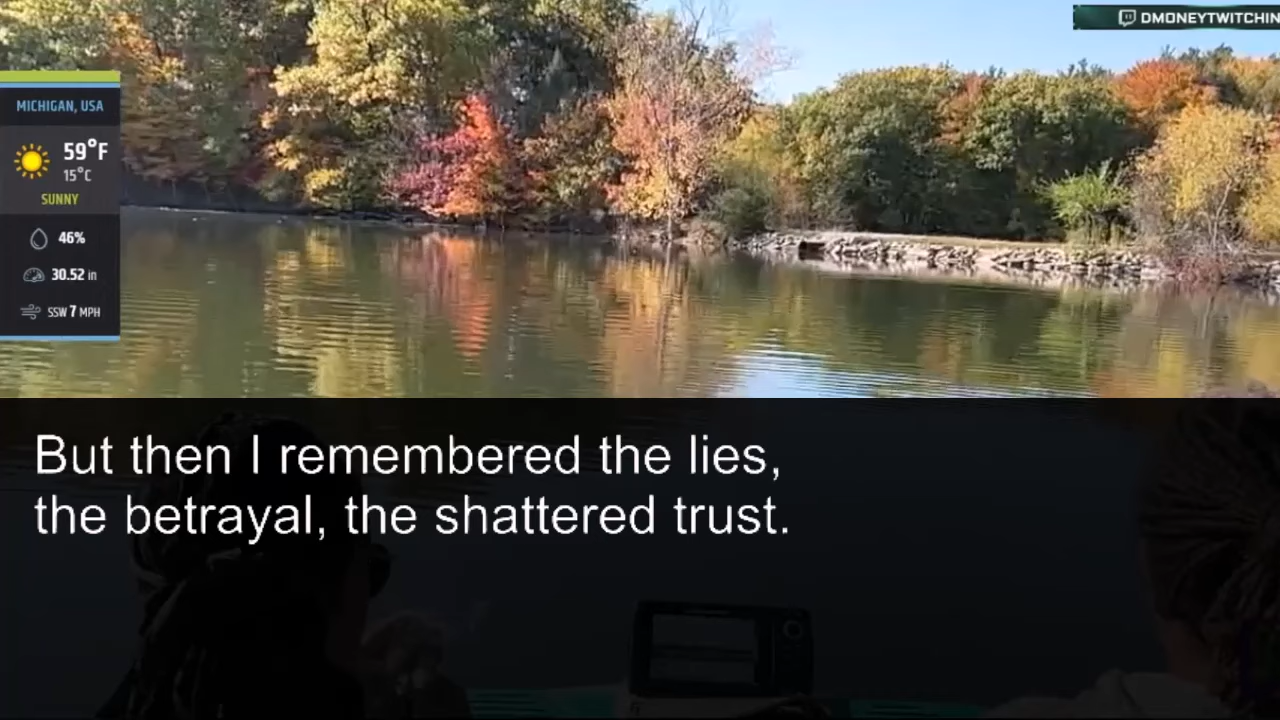 DMONEYTWITCHIN
MICHIGAN, USA
59°F
15°C
SUNNY
46%
30.52 in
SSW 7 MPH
But then I remembered the lies,
the betrayal, the shattered trust.